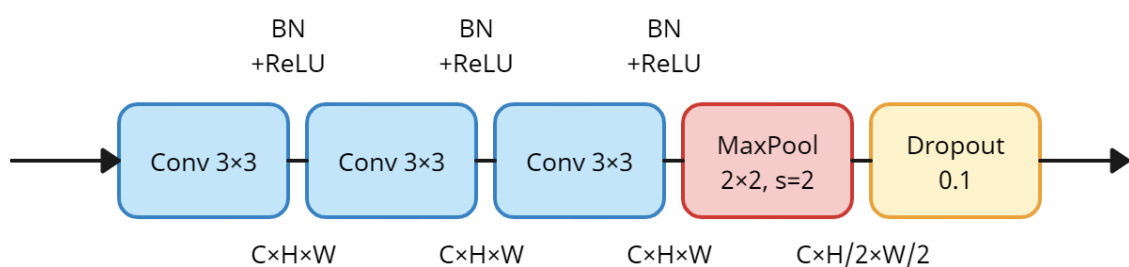 BN
+ReLU
BN
+ReLU
BN
+ReLU
Conv 3×3
Conv 3×3
Conv 3×3
MaxPool
2×2, s=2
Dropout
0.1
C×H×W
C×H×W
C×H×W
C×H/2×W/2